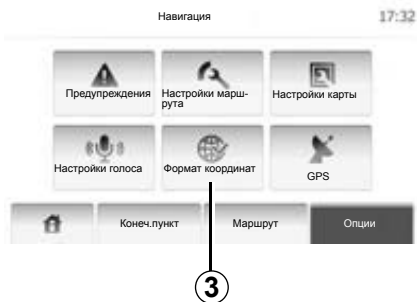 Навигация
17:32
Предупреждения
Настройки марш-
рута
Настройки карты
Настройки голоса
Формат координат
GPS
Конеч.пункт
Маршрут
Опции
3